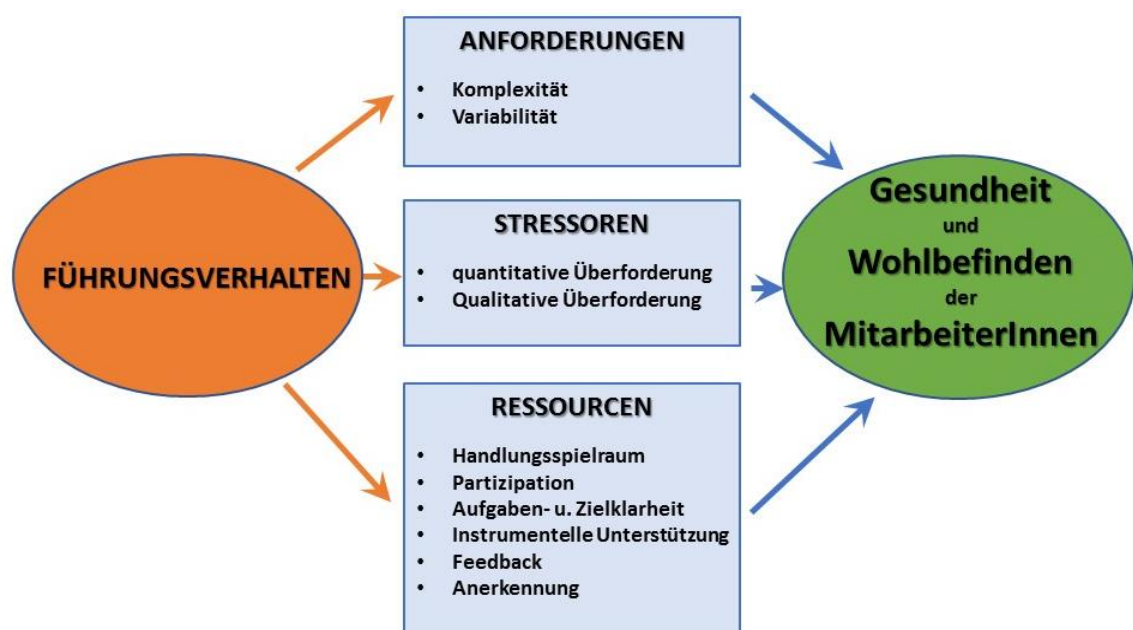 ANFORDERUNGEN
• Komplexität
• Variabilität
FÜHRUNGSVERHALTEN
STRESSOREN
• quantitative Überforderung
• Qualitative Überforderung
RESSOURCEN
• Handlungsspielraum
• Partizipation
• Aufgaben- u. Zielklarheit
• Instrumentelle Unterstützung
• Feedback
• Anerkennung
Gesundheit
und
Wohlbefinden
der
MitarbeiterInnen